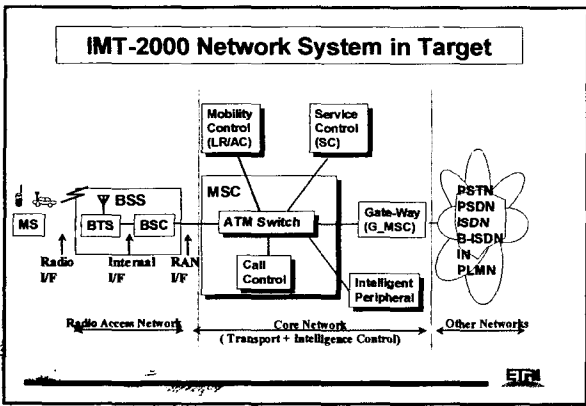 IMT-2000 Network System in Target
Mobility
Control
(LR/AC)
Service
Control
(SC)
MSC
BSS
MS
BTS
BSC
ATM Switch
Gate-Way
(G_MSC)
Call
Control
Intelligent
Peripheral
PSTN
PSDN
ISDN
B-ISDN
IN
PLMN
Radio
I/F
Internal
I/F
RAN
I/F
Radio Access Network
Core Network
( Transport + Intelligence Control)
Other Networks
ETRI